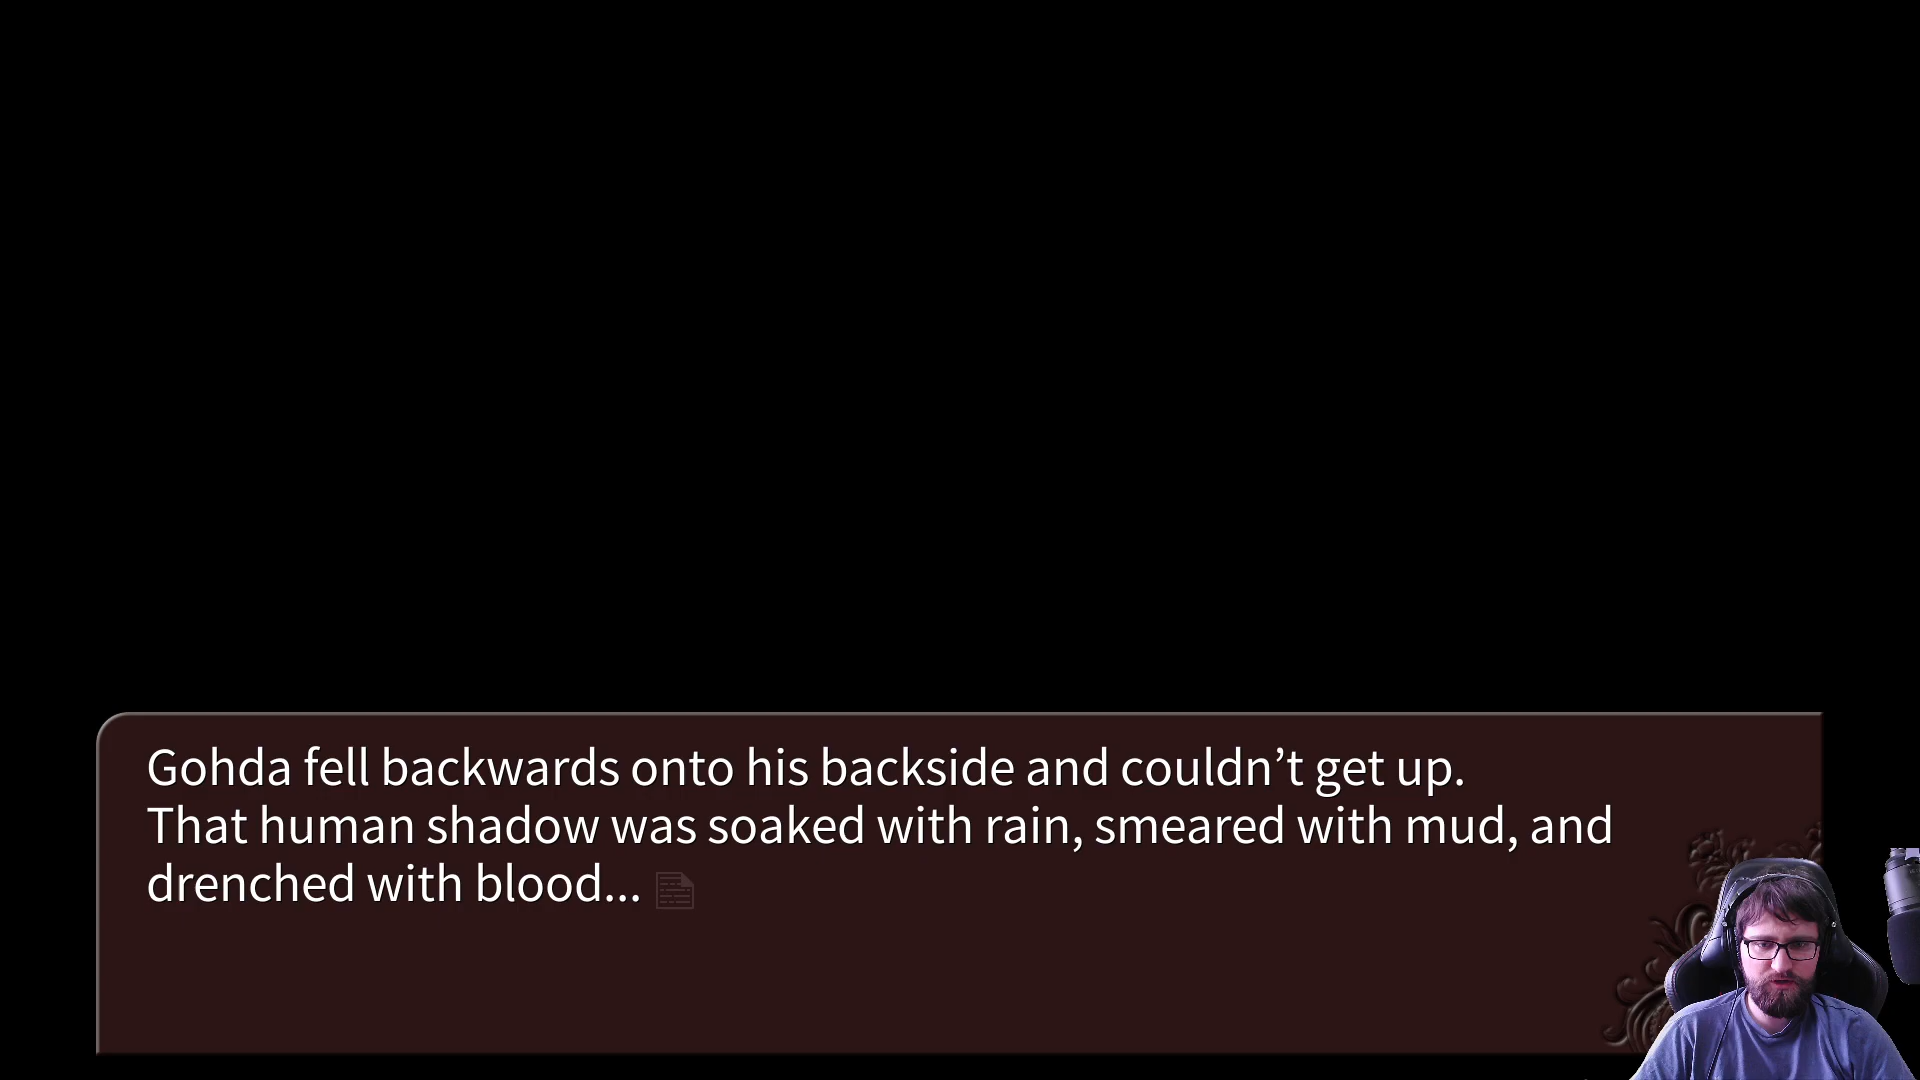 Gohda fell backwards onto his backside and couldn’t get up.
That human shadow was soaked with rain, smeared with mud, and
drenched with blood...